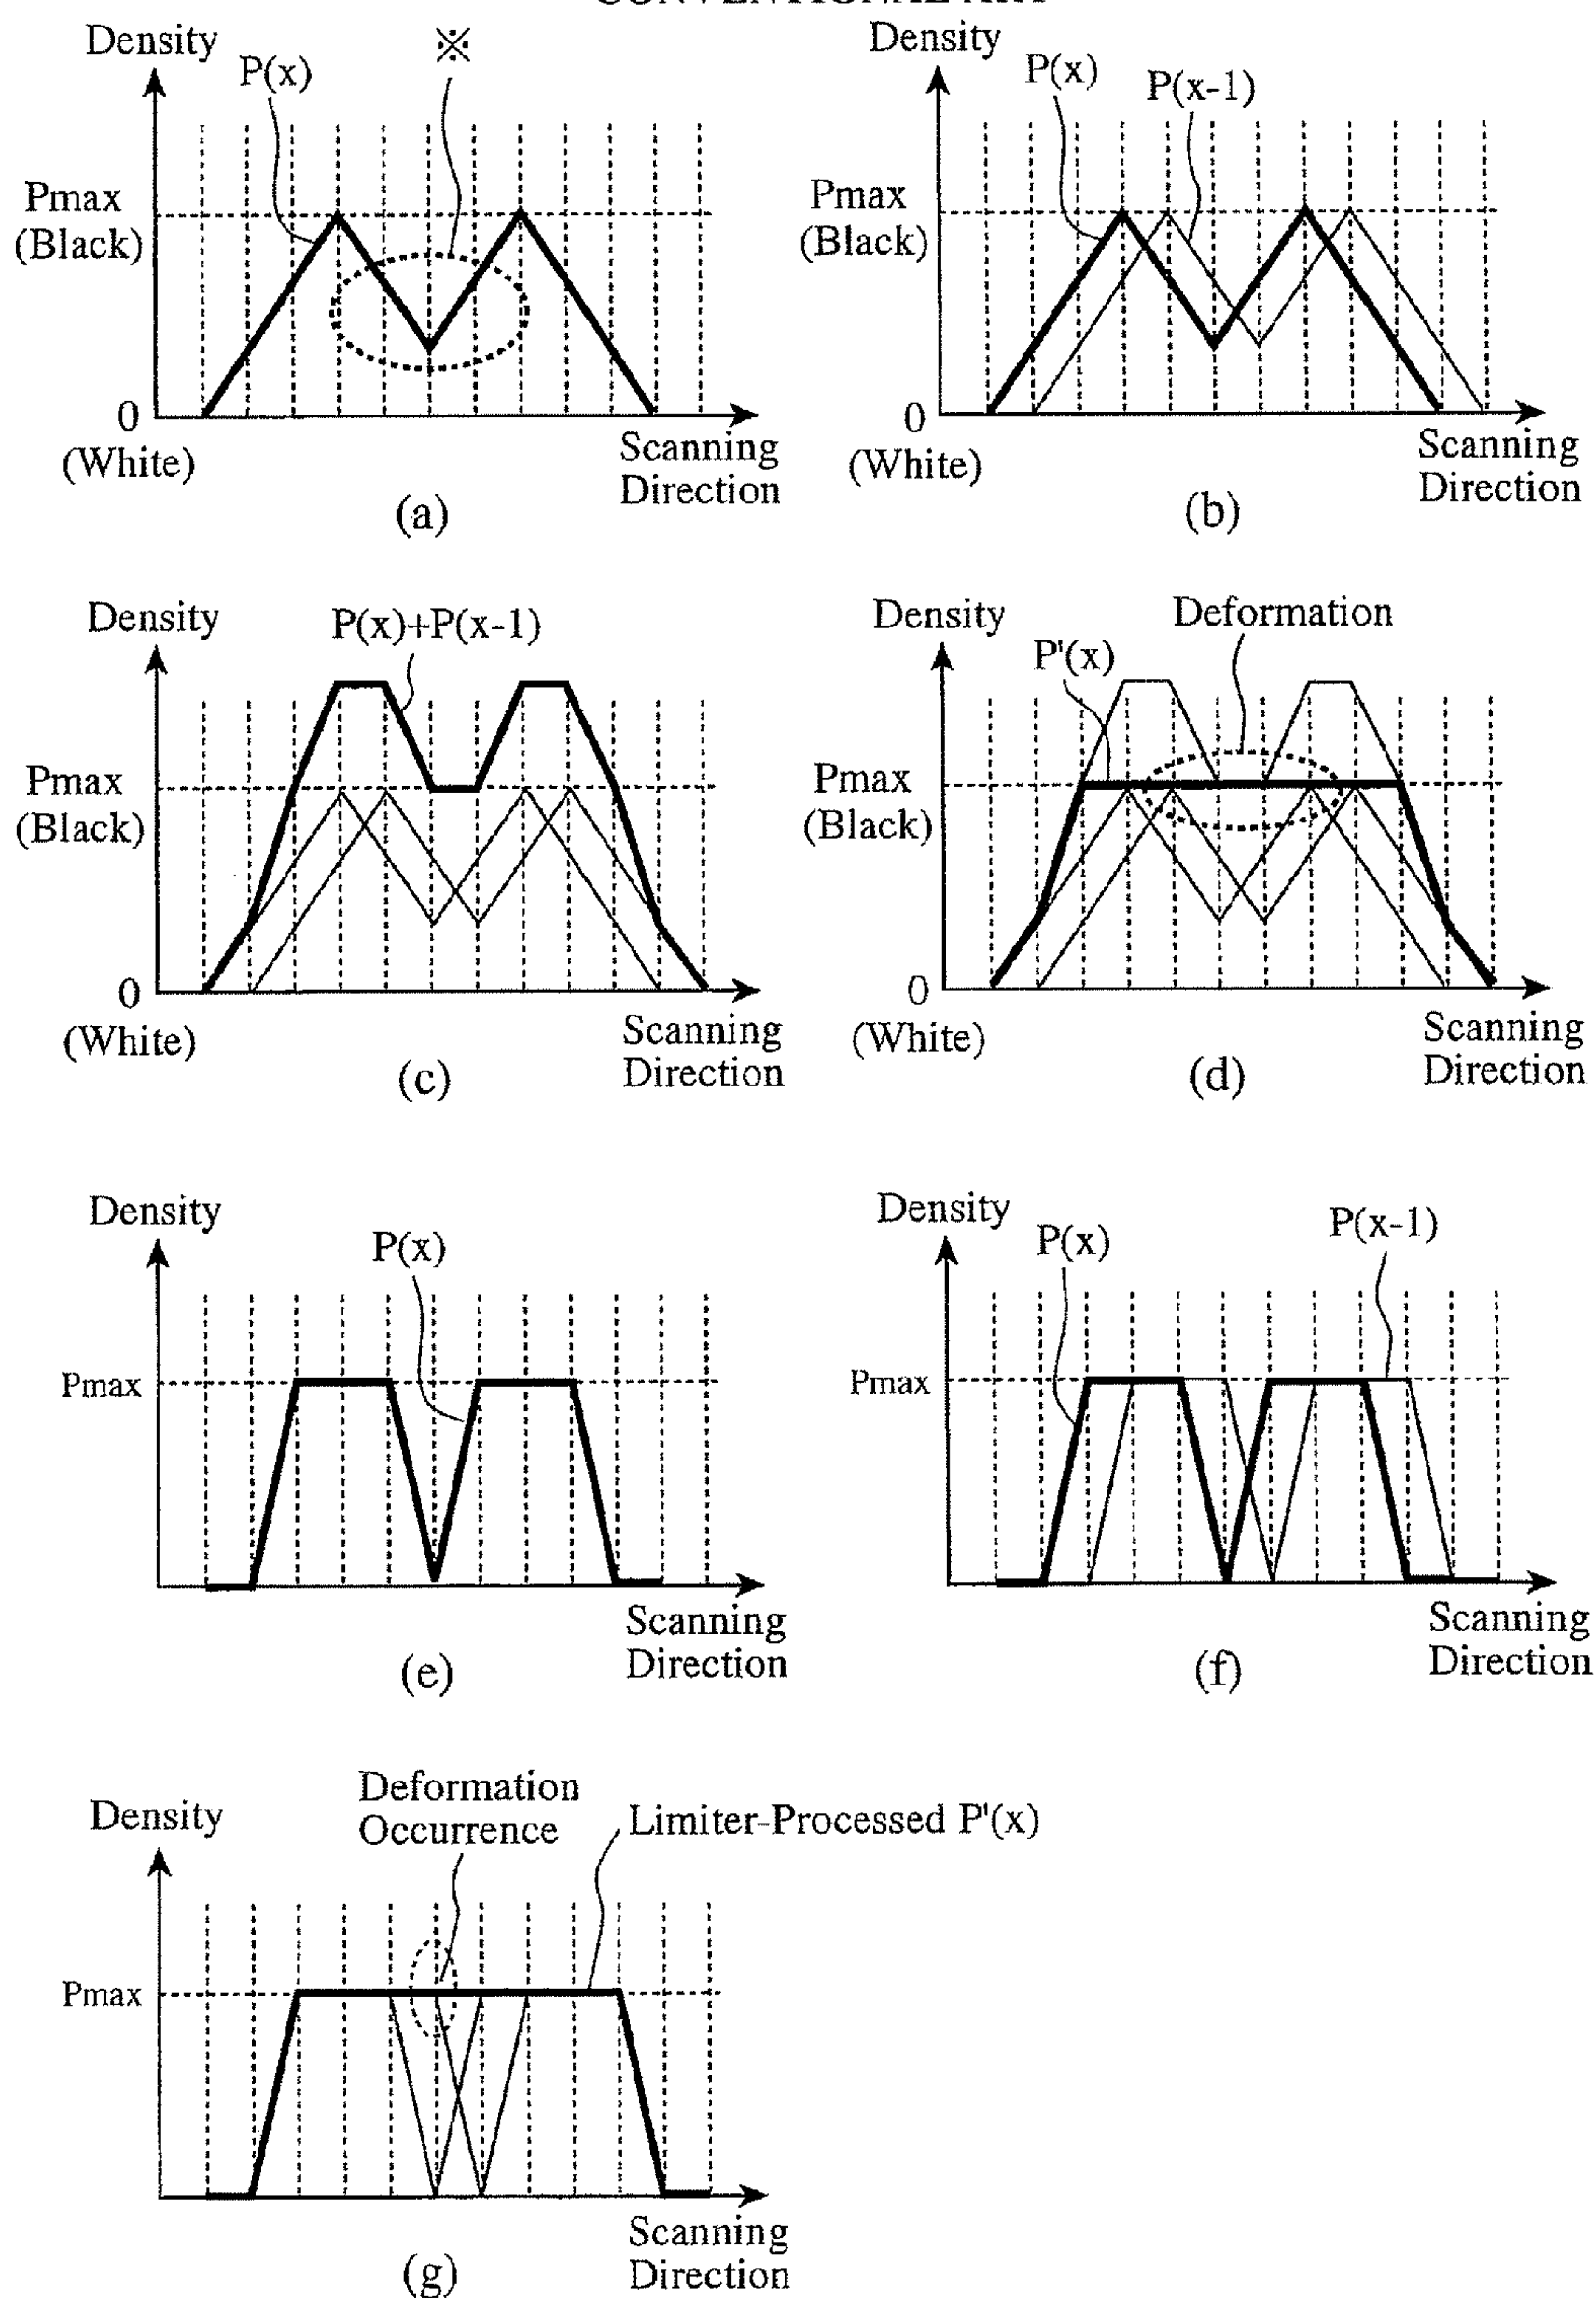 Density
P(x)
※
Pmax
(Black)
0
(White)
Scanning
Direction
(a)
Density
P(x)
P(x-1)
Pmax
(Black)
0
(White)
Scanning
Direction
(b)
Density
P(x)+P(x-1)
Pmax
(Black)
0
(White)
Scanning
Direction
(c)
Density
Deformation
P'(x)
Pmax
(Black)
0
(White)
Scanning
Direction
(d)
Density
P(x)
Pmax
Scanning
Direction
(e)
Density
P(x)
P(x-1)
Pmax
Scanning
Direction
(f)
Density
Deformation
Occurrence
Limiter-Processed P'(x)
Pmax
Scanning
Direction
(g)